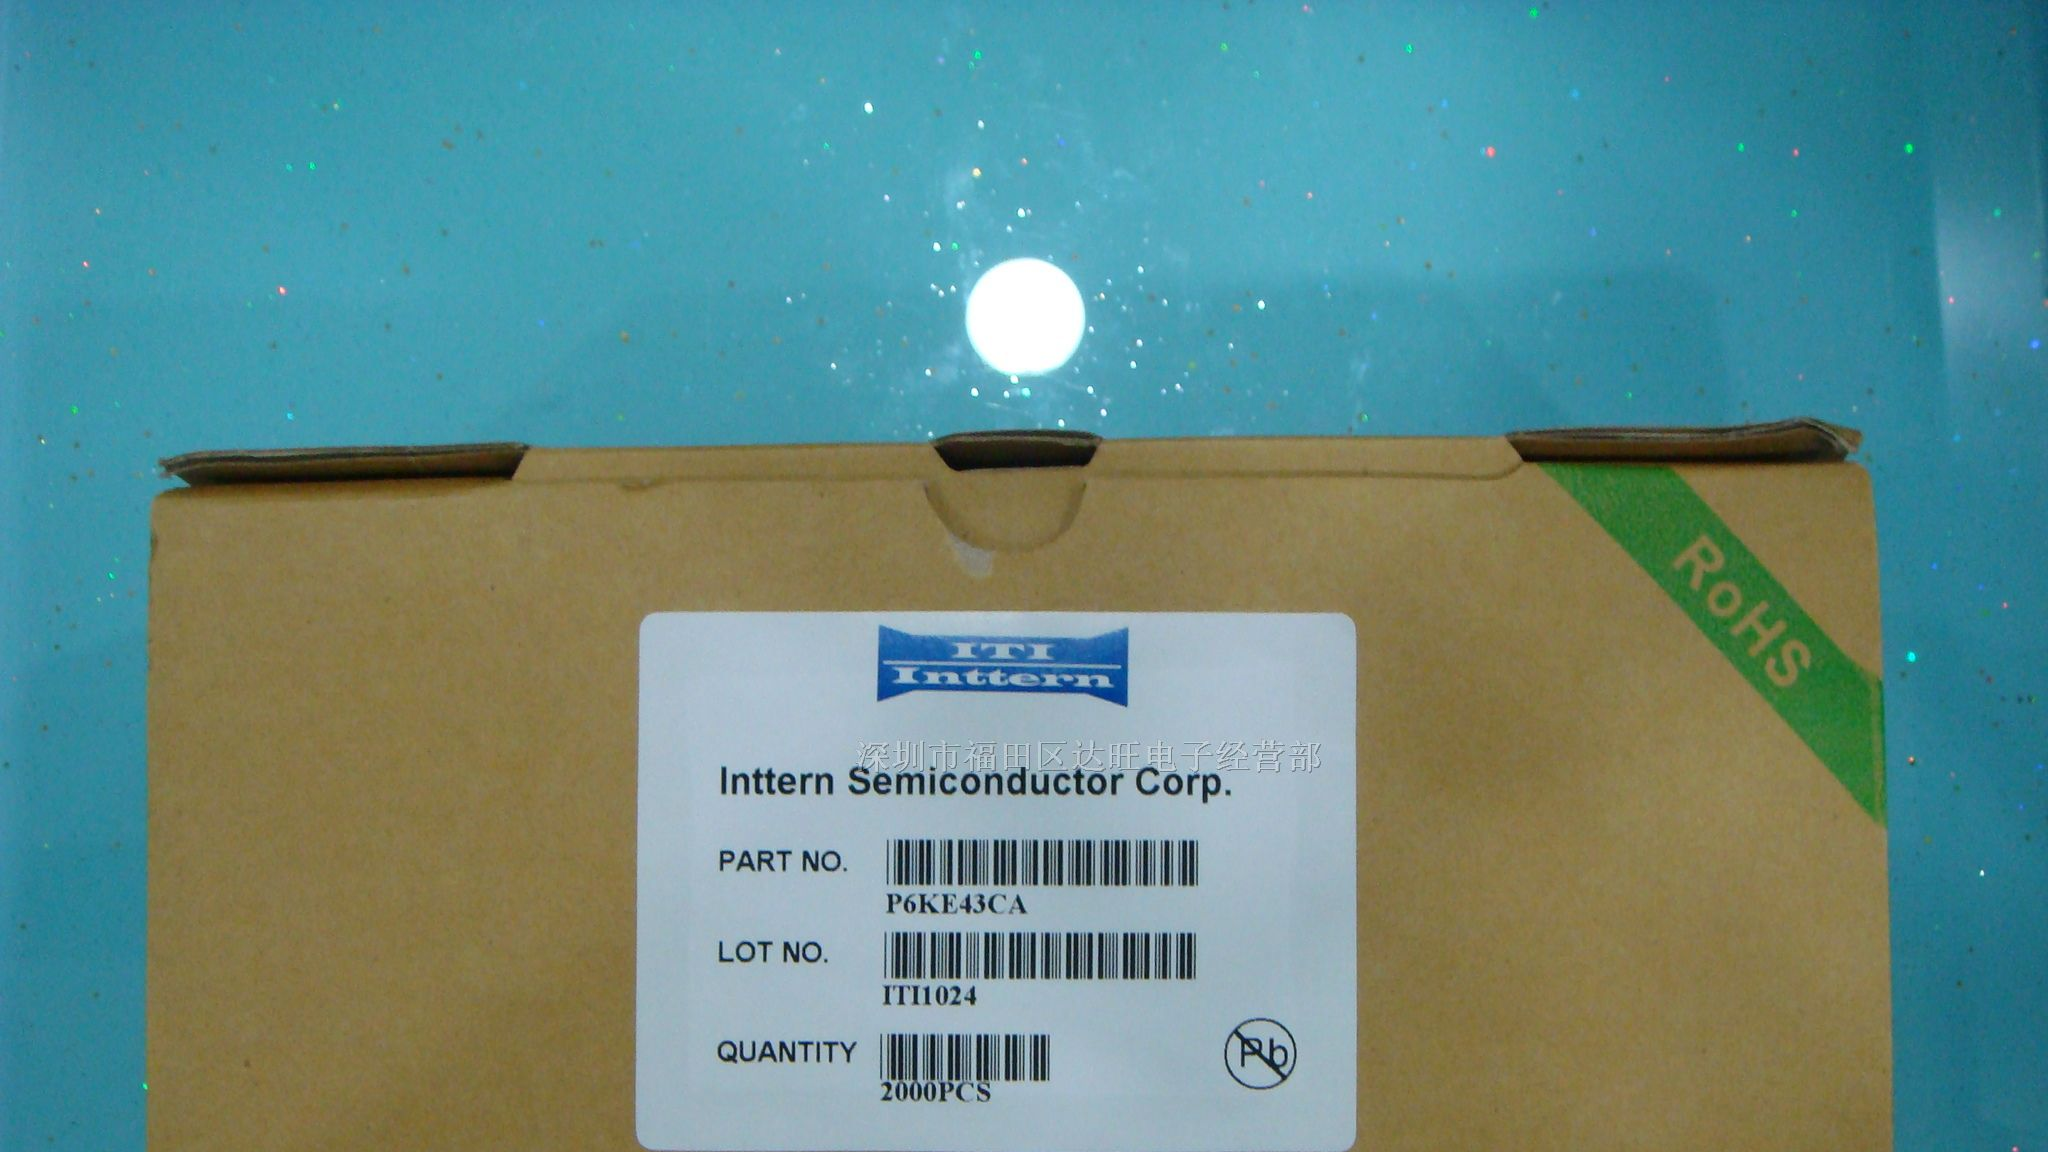 RoHS
ITI
Inttern
深圳市福田区达旺电子经营部
Inttern Semiconductor Corp.
PART NO.
P6KE43CA
LOT NO.
ITI1024
QUANTITY
2000PCS
Pb